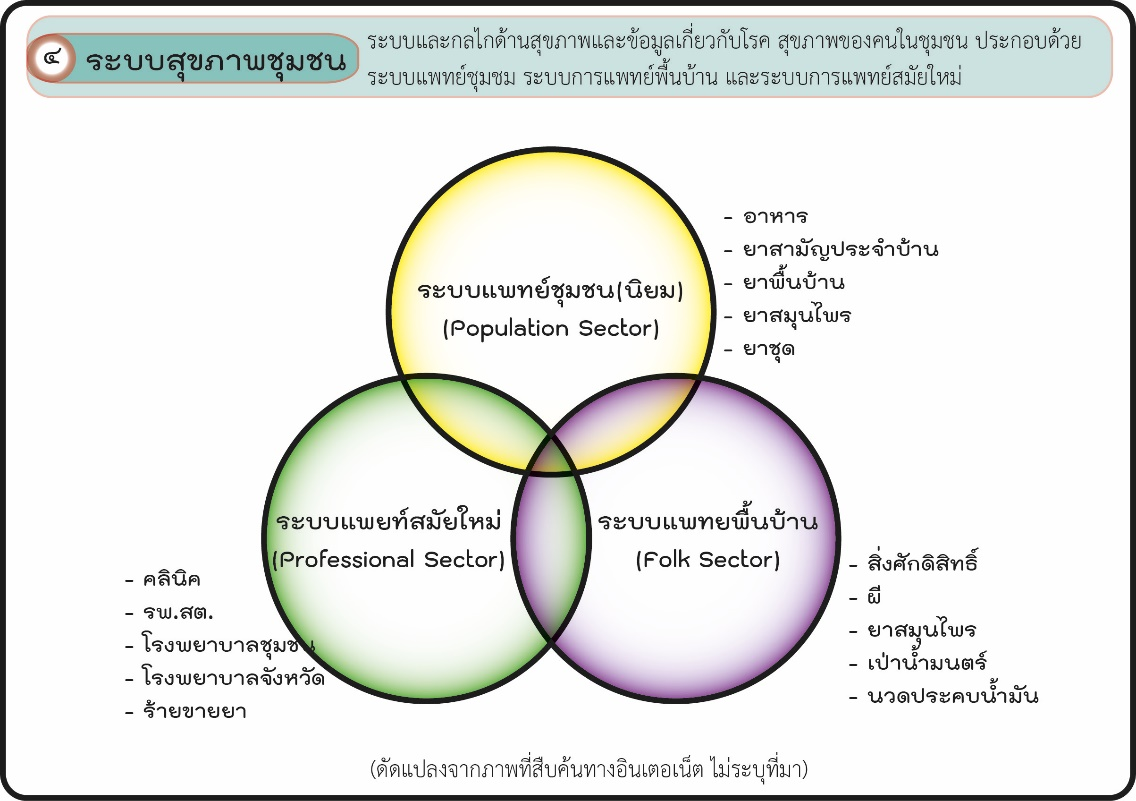 ๔ ระบบสุขภาพชุมชน
ระบบและกลไกด้านสุขภาพและข้อมูลเกี่ยวกับโรค สุขภาพของคนในชุมชน ประกอบด้วย
ระบบแพทย์ชุมชม ระบบการแพทย์พื้นบ้าน และระบบการแพทย์สมัยใหม่
ระบบแพทย์ชุมชน(นิยม)
(Population Sector)
- อาหาร
- ยาสามัญประจำบ้าน
- ยาพื้นบ้าน
- ยาสมุนไพร
- ยาชุด
ระบบแพยท์สมัยใหม่
(Professional Sector)
- คลินิค
- รพ.สต.
- โรงพยาบาลชุมชน
- โรงพยาบาลจังหวัด
- ร้ายขายยา
ระบบแพทยพื้นบ้าน
(Folk Sector)
- สิ่งศักดิสิทธิ์
- ผี
- ยาสมุนไพร
- เป่าน้ำมนตร์
- นวดประคบน้ำมัน
(ดัดแปลงจากภาพที่สืบค้นทางอินเตอเน็ต ไม่ระบุที่มา)